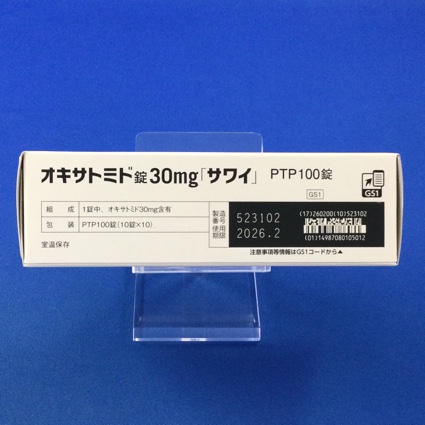 オキサトミド錠30mg「サワイ」 PTP100錠
GS1
GS1
組 成 1錠中、オキサトミド30mg含有
包 装 PTP100錠(10錠×10)
室温保存
製造番号 523102
使用期限 2026.2
(17)260200(10)523102
(01)14987080105012
注意事項等情報はGS1コードから▲